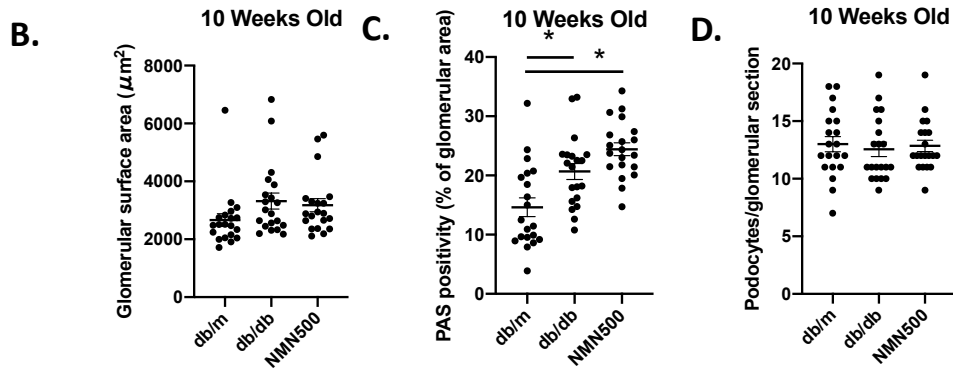 B.
10 Weeks Old
Glomerular surface area (μm²)
8000
6000
4000
2000
0
db/m
db/db
NMN500
C.
10 Weeks Old
PAS positivity (% of glomerular area)
40
30
20
10
0
*
*
db/m
db/db
NMN500
D.
10 Weeks Old
Podocytes/glomerular section
20
15
10
5
0
db/m
db/db
NMN500